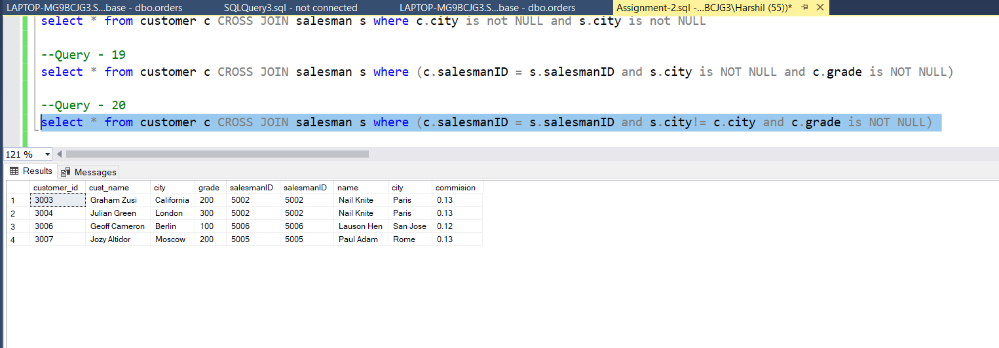 LAPTOP-MG9BCJG3.S...base - dbo.orders SQLQuery3.sql - not connected LAPTOP-MG9BCJG3.S...base - dbo.orders Assignment-2.sql -...BCJG3\Harshil (55))*
select * from customer c CROSS JOIN salesman s where c.city is not NULL and s.city is not NULL
--Query - 19
select * from customer c CROSS JOIN salesman s where (c.salesmanID = s.salesmanID and s.city is NOT NULL and c.grade is NOT NULL)
--Query - 20
select * from customer c CROSS JOIN salesman s where (c.salesmanID = s.salesmanID and s.city!= c.city and c.grade is NOT NULL)
121 %
Results Messages
customer_id cust_name city grade salesmanID salesmanID name city commision
1 3003 Graham Zusi California 200 5002 5002 Nail Knite Paris 0.13
2 3004 Julian Green London 300 5002 5002 Nail Knite Paris 0.13
3 3006 Geoff Cameron Berlin 100 5006 5006 Lauson Hen San Jose 0.12
4 3007 Jozy Altidor Moscow 200 5005 5005 Paul Adam Rome 0.13